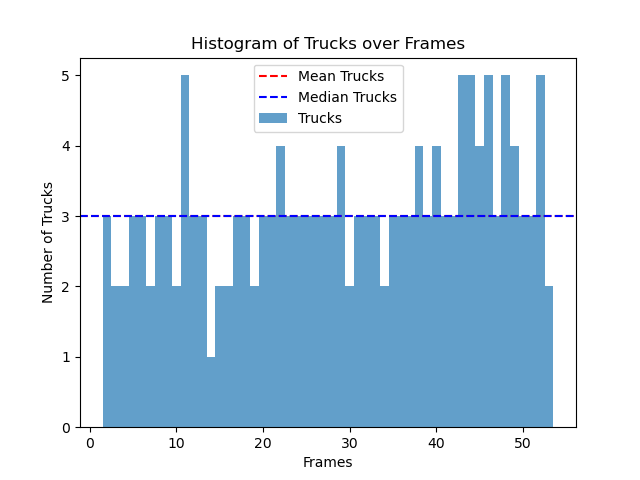 Histogram of Trucks over Frames
Mean Trucks
Median Trucks
Trucks
Number of Trucks
5
4
3
2
1
0
0 10 20 30 40 50
Frames